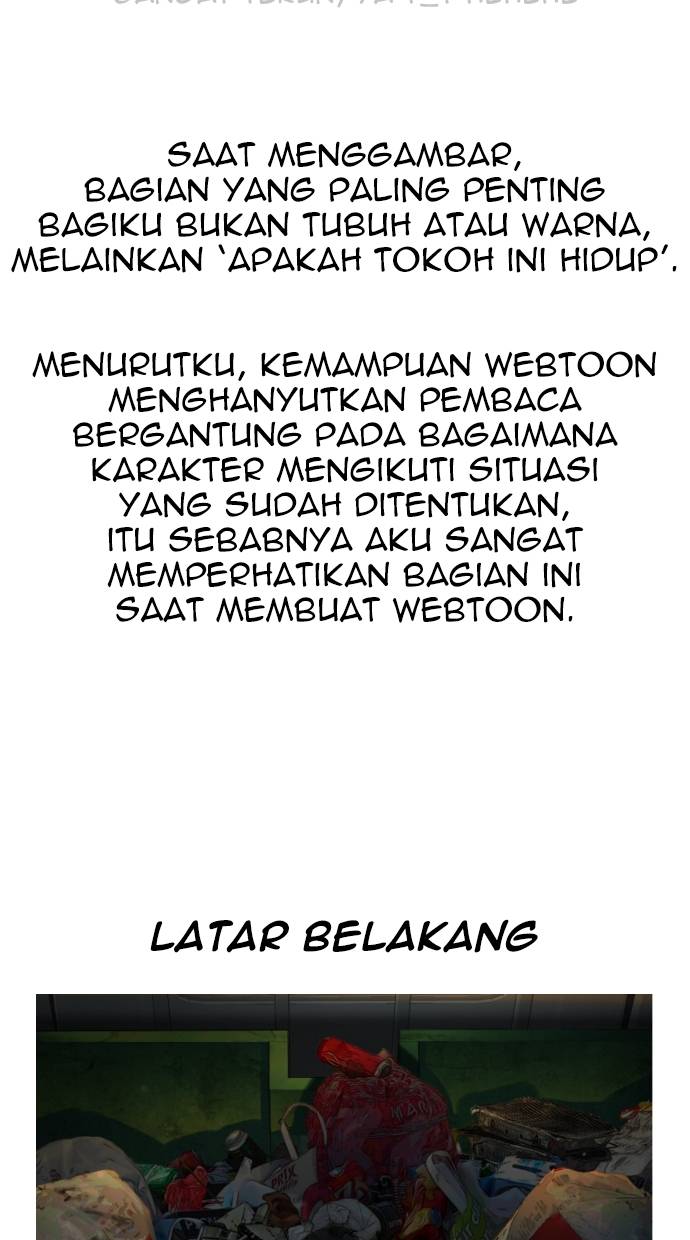 SAAT MENGGAMBAR,
BAGIAN YANG PALING PENTING
BAGIKU BUKAN TUBUH ATAU WARNA,
MELAINKAN ‘APAKAH TOKOH INI HIDUP’.
MENURUTKU, KEMAMPUAN WEBTOON
MENGHANYUTKAN PEMBACA
BERGANTUNG PADA BAGAIMANA
KARAKTER MENGIKUTI SITUASI
YANG SUDAH DITENTUKAN,
ITU SEBABNYA AKU SANGAT
MEMPERHATIKAN BAGIAN INI
SAAT MEMBUAT WEBTOON.
LATAR BELAKANG
PRIX